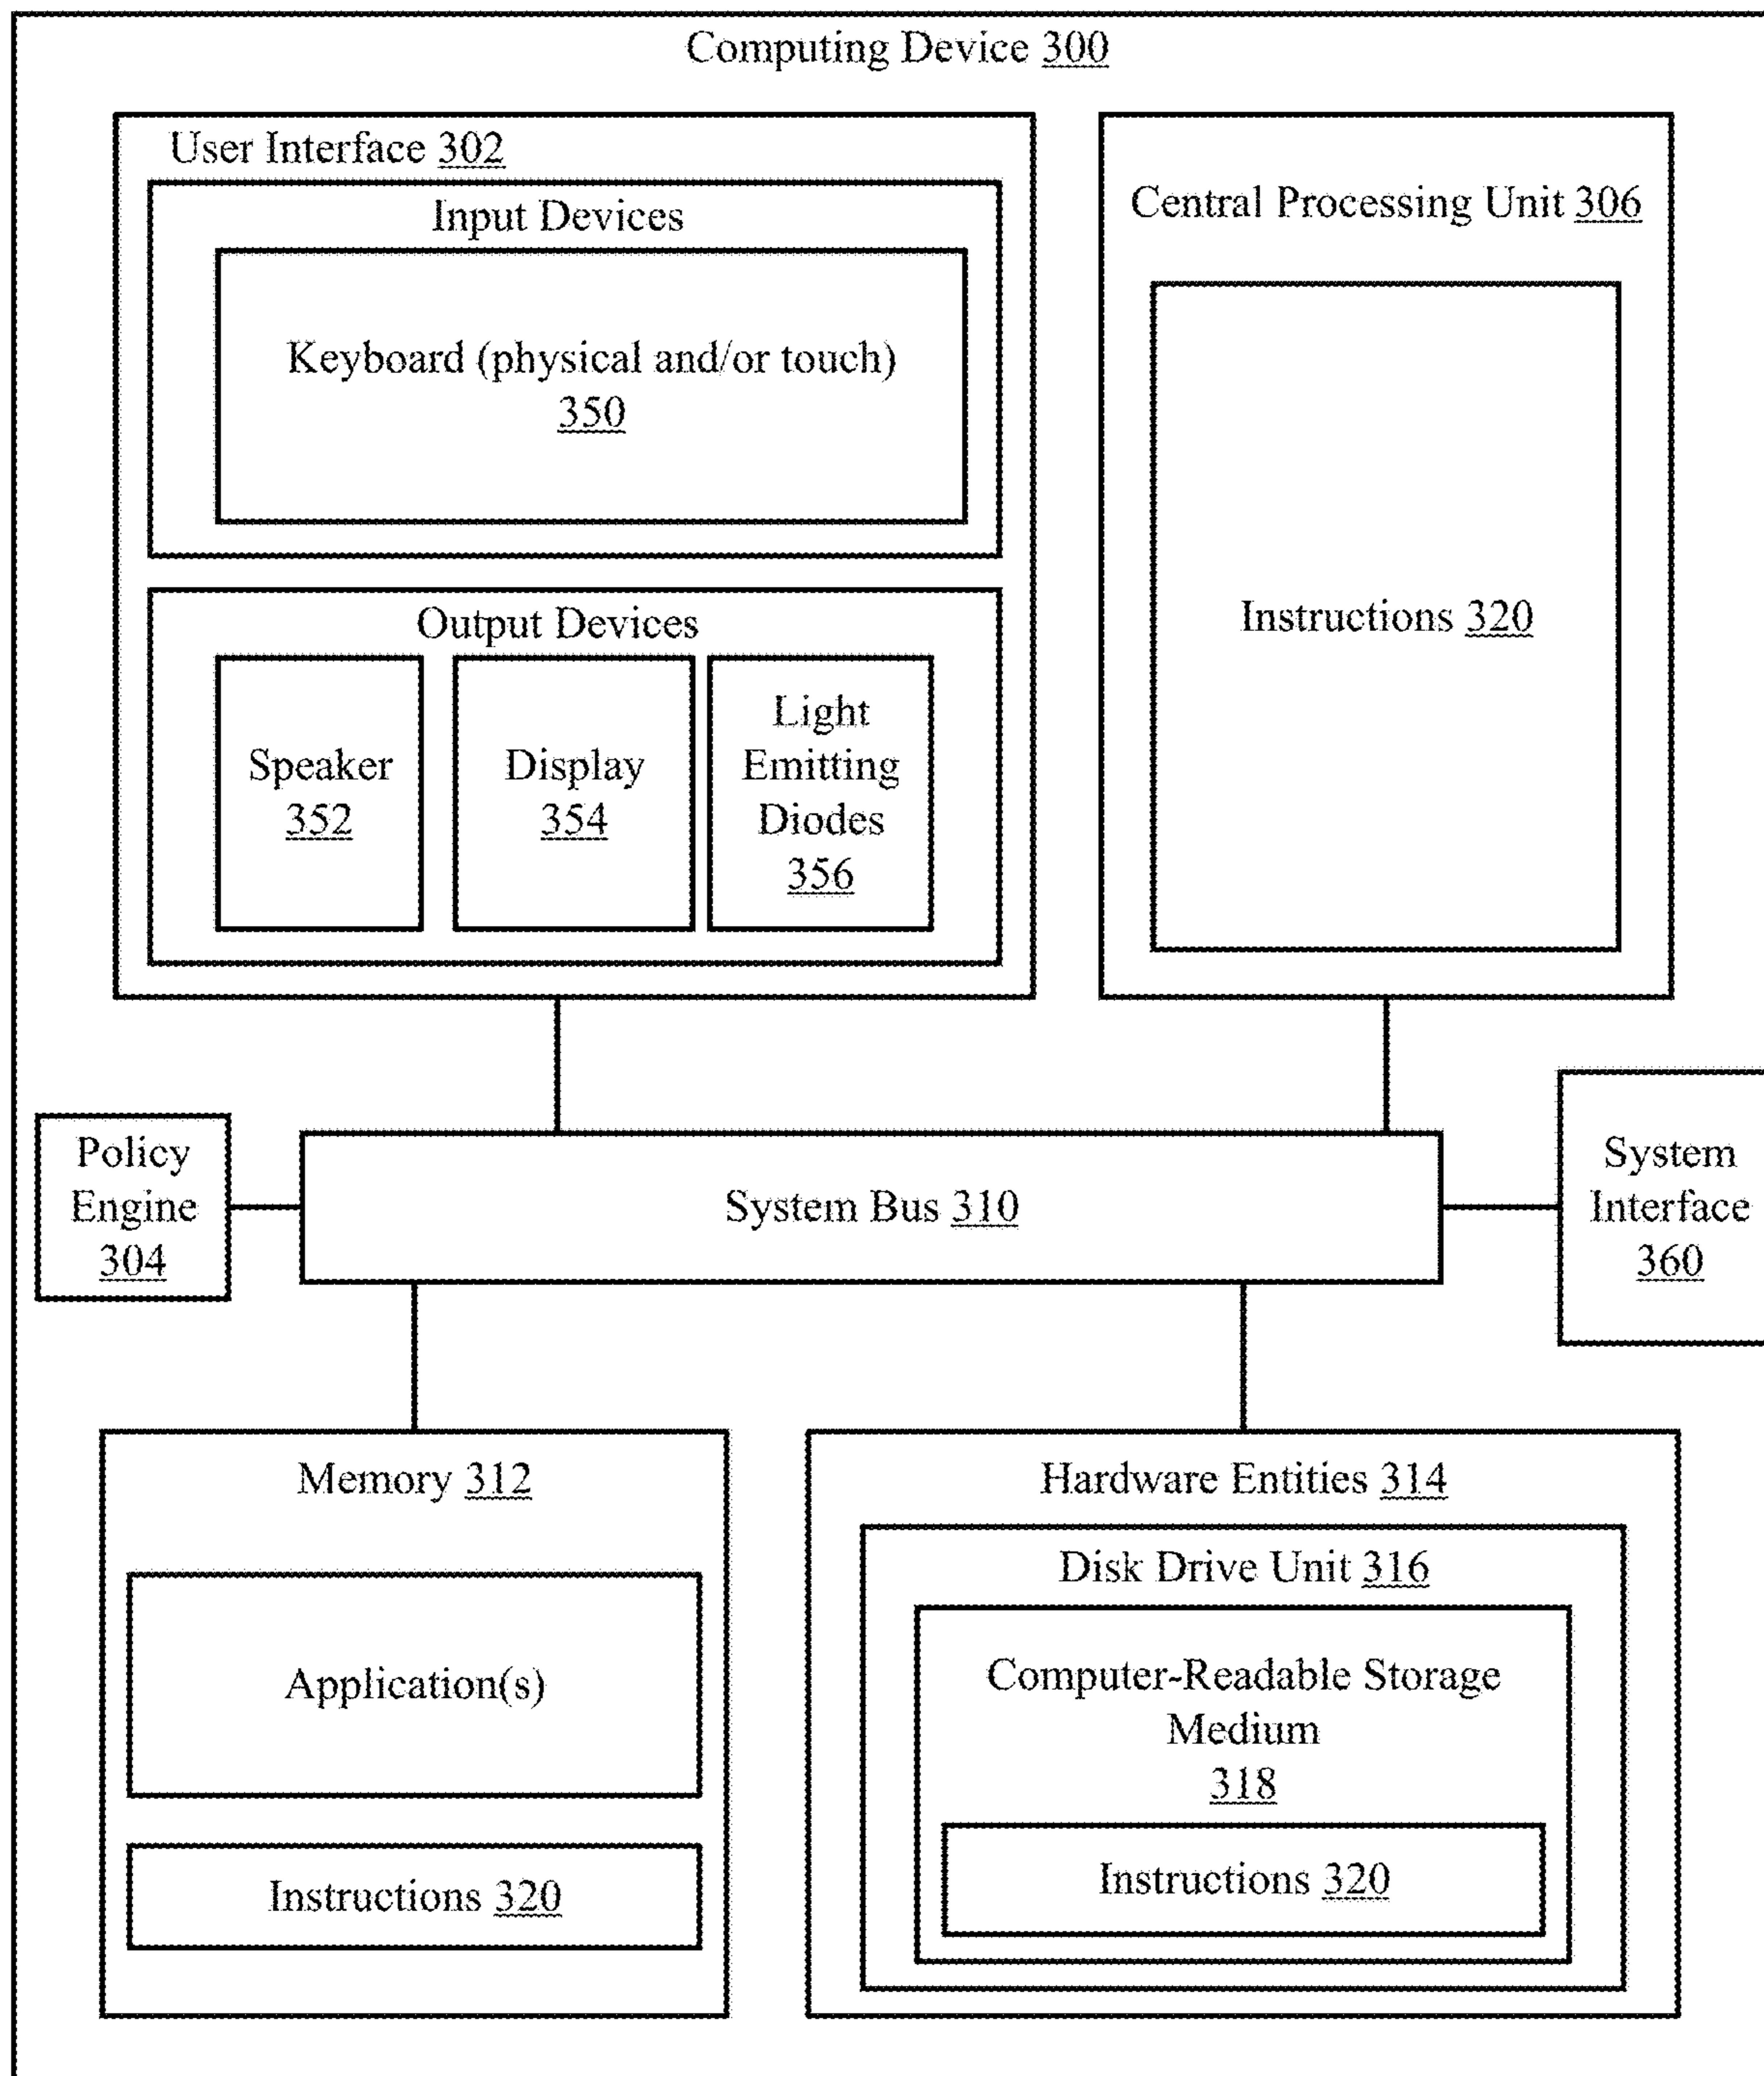 Computing Device 300
User Interface 302
Input Devices
Keyboard (physical and/or touch)
350
Output Devices
Speaker
352
Display
354
Light
Emitting
Diodes
356
Central Processing Unit 306
Instructions 320
Policy
Engine
304
System Bus 310
System
Interface
360
Memory 312
Application(s)
Instructions 320
Hardware Entities 314
Disk Drive Unit 316
Computer-Readable Storage
Medium
318
Instructions 320